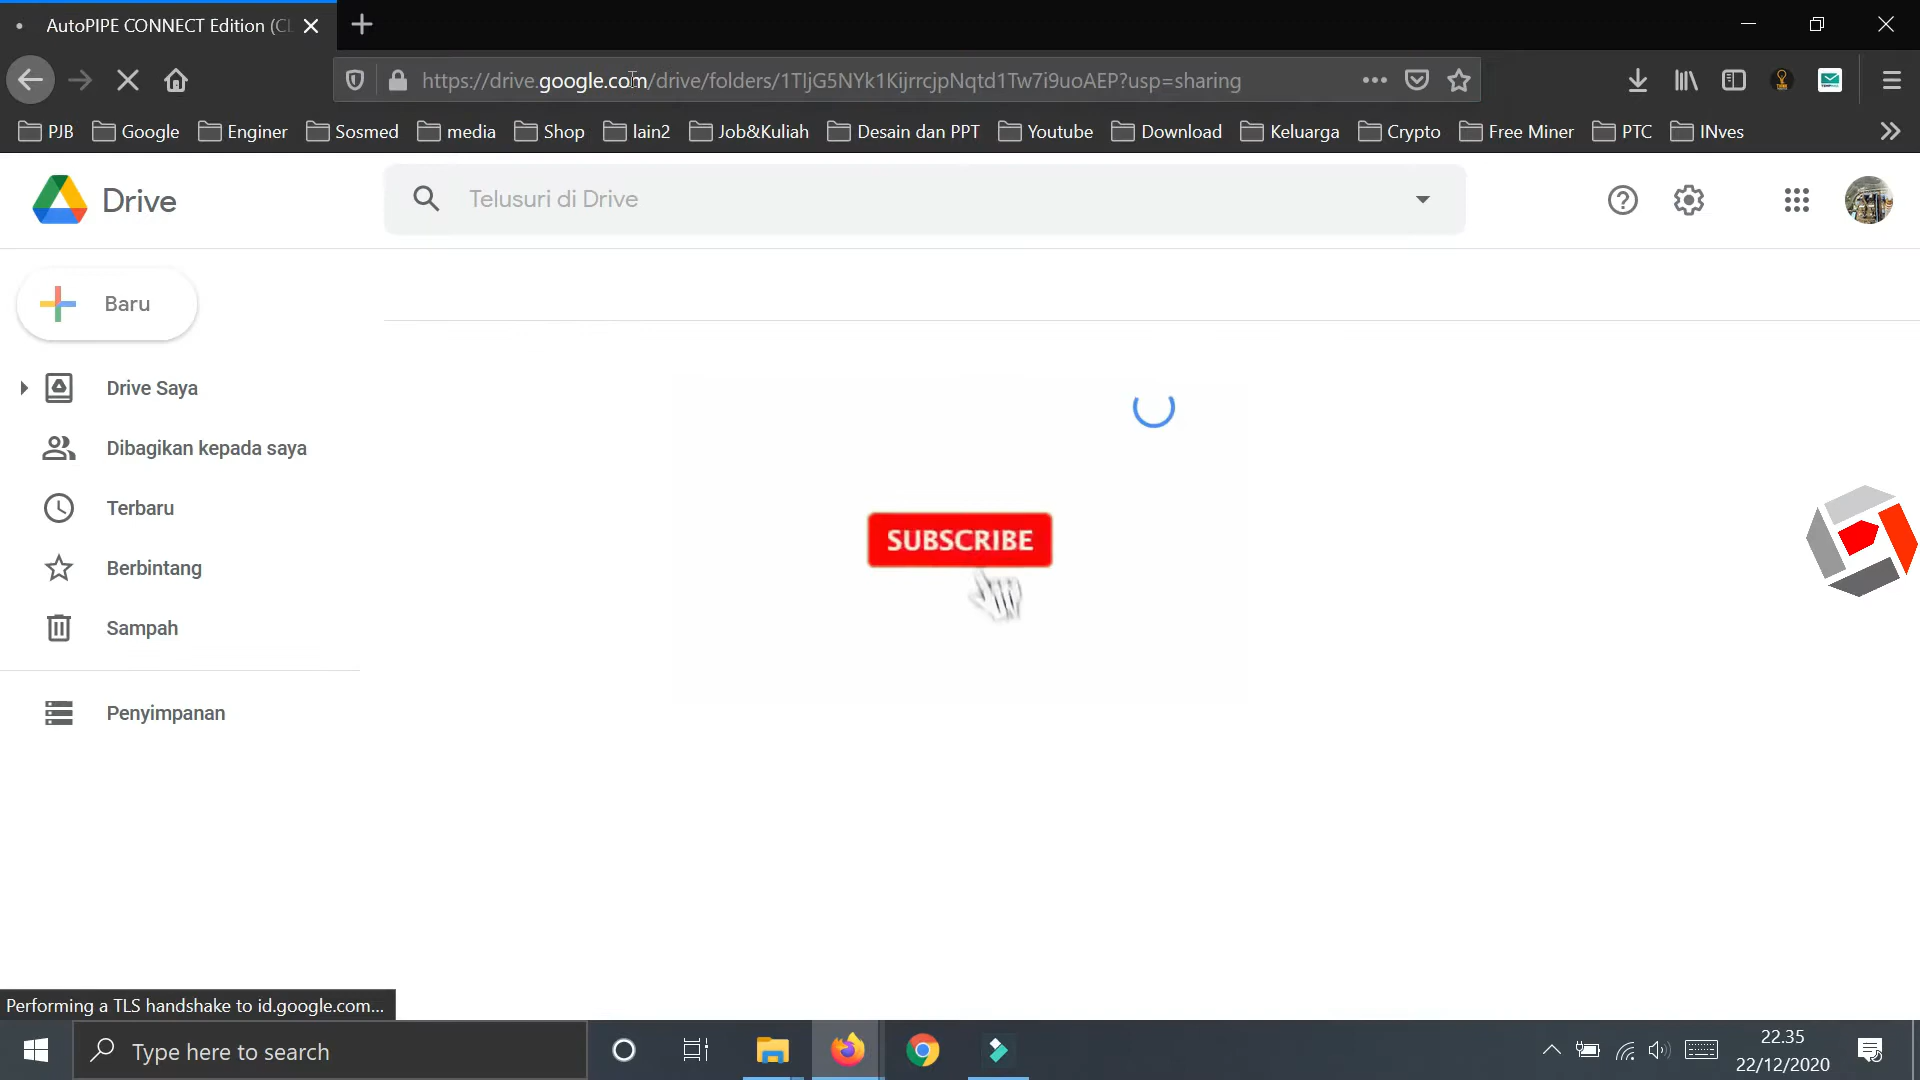 AutoPIPE CONNECT Edition (CL
https://drive.google.com/drive/folders/1TljG5NYk1KijrrcjpNqtd1Tw7i9uoAEP?usp=sharing
PJB Google Enginer Sosmed media Shop lain2 Job&Kuliah Desain dan PPT Youtube Download Keluarga Crypto Free Miner PTC INves
Drive
Telusuri di Drive
Baru
Drive Saya
Dibagikan kepada saya
Terbaru
Berbintang
Sampah
Penyimpanan
SUBSCRIBE
Performing a TLS handshake to id.google.com...
Type here to search
22.35
22/12/2020